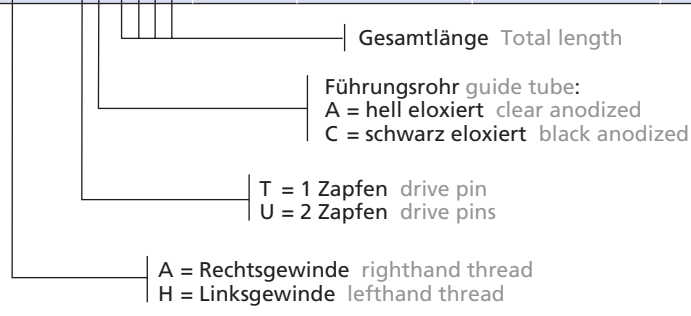 Gesamtlänge Total length
Führungsrohr guide tube:
A = hell eloxiert clear anodized
C = schwarz eloxiert black anodized
T = 1 Zapfen drive pin
U = 2 Zapfen drive pins
A = Rechtsgewinde righthand thread
H = Linksgewinde lefthand thread